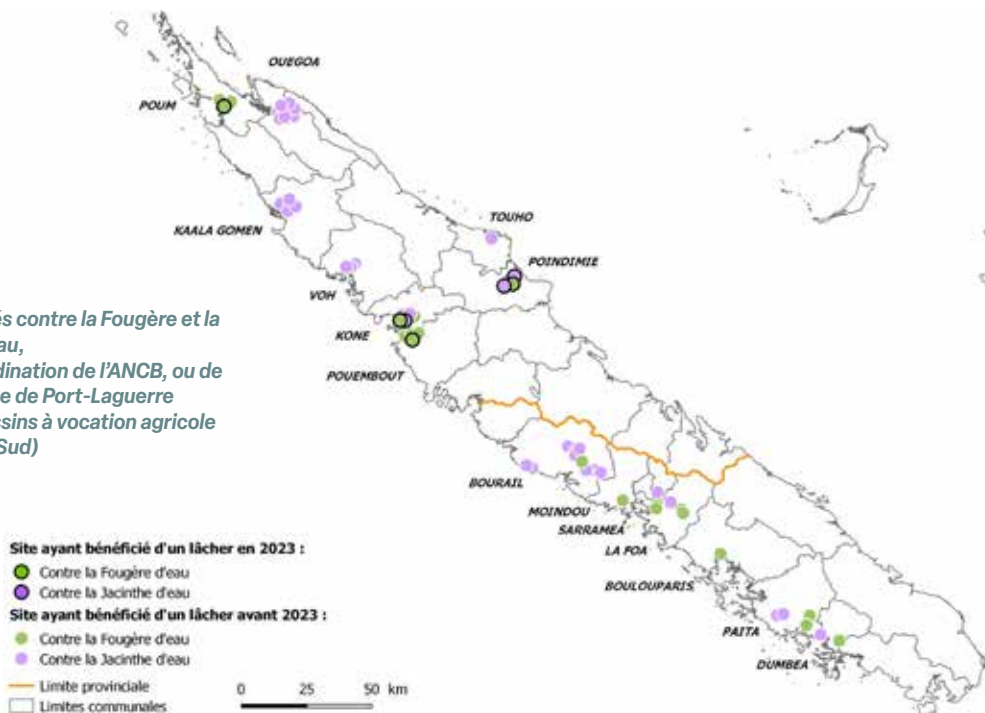 OUEGOA
POUM
KAALA GOMEN
TOUHO
POINDIMIE
VOH
KONE
POUEMBOUT
és contre la Fougère et la
au,
dination de l'ANCB, ou de
e de Port-Laguerre
ssins à vocation agricole
Sud)
BOURAIL
MOINDOU
SARRAMEA
LA FOA
BOULOUPARIS
PAITA
DUMBEA
Site ayant bénéficié d'un lâcher en 2023 :
Contre la Fougère d'eau
Contre la Jacinthe d'eau
Site ayant bénéficié d'un lâcher avant 2023 :
Contre la Fougère d'eau
Contre la Jacinthe d'eau
Limite provinciale
Limites communales
0 25 50 km